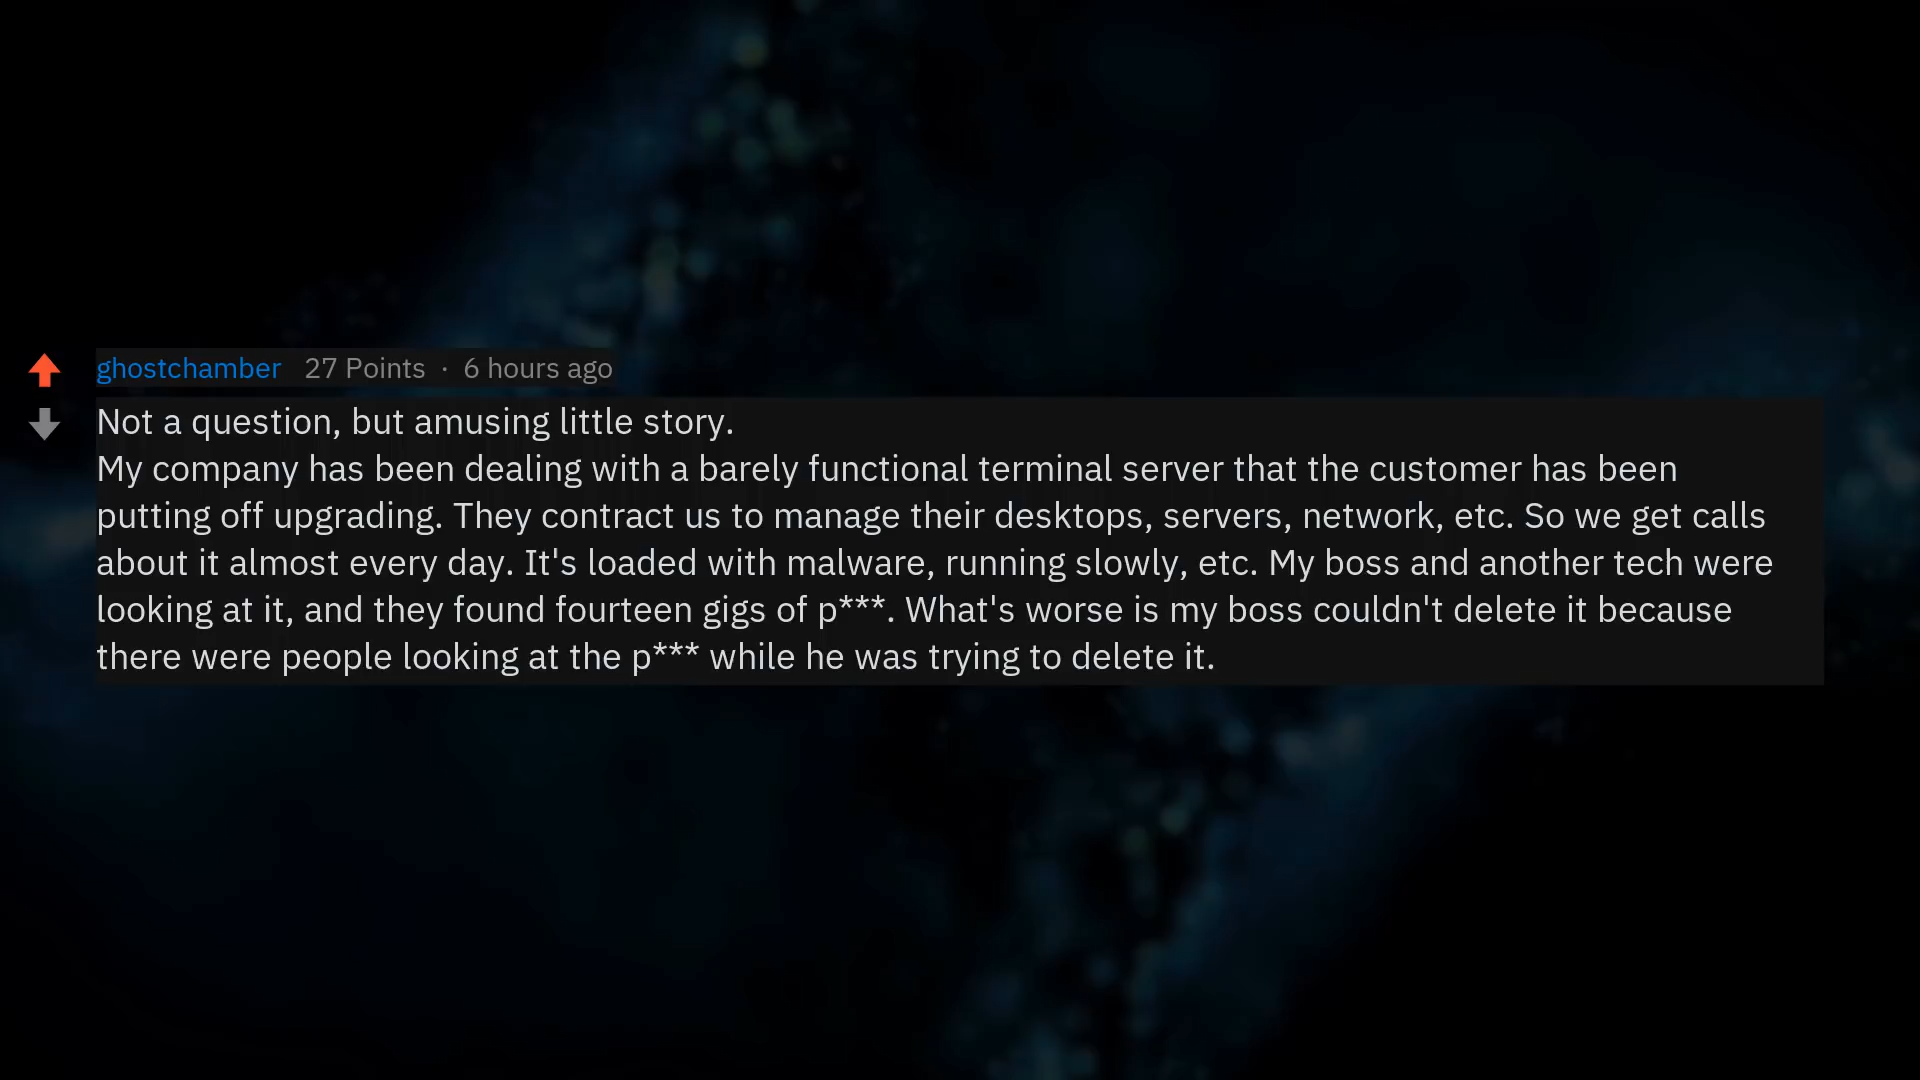 ghostchamber 27 Points · 6 hours ago
Not a question, but amusing little story.
My company has been dealing with a barely functional terminal server that the customer has been
putting off upgrading. They contract us to manage their desktops, servers, network, etc. So we get calls
about it almost every day. It's loaded with malware, running slowly, etc. My boss and another tech were
looking at it, and they found fourteen gigs of p***. What's worse is my boss couldn't delete it because
there were people looking at the p*** while he was trying to delete it.